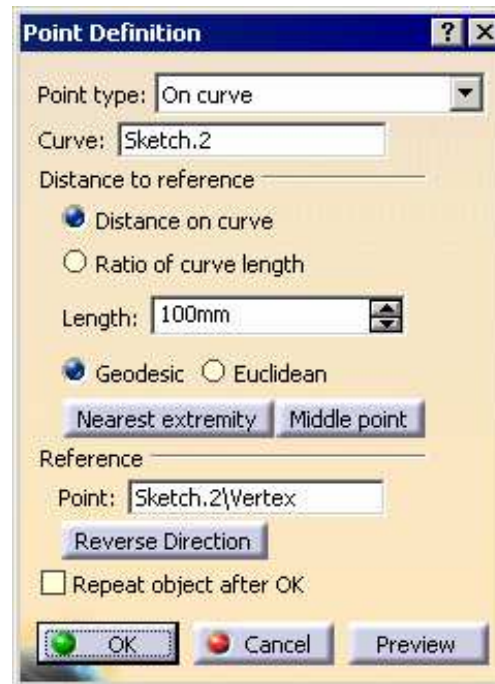 Point Definition ? X
Point type: On curve
Curve: Sketch.2
Distance to reference
Distance on curve
Ratio of curve length
Length: 100mm
Geodesic Euclidean
Nearest extremity Middle point
Reference
Point: Sketch.2\Vertex
Reverse Direction
Repeat object after OK
OK Cancel Preview